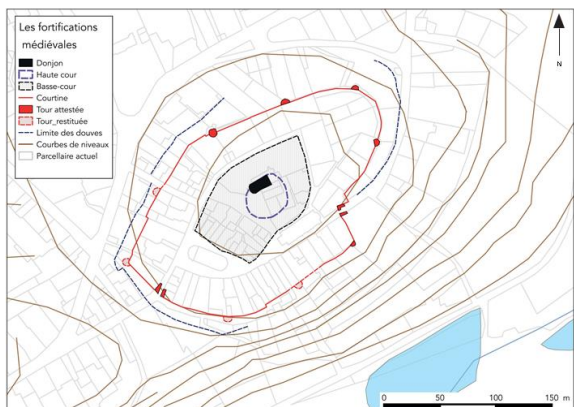 Les fortifications
médiévales
Donjon
Haute cour
Basse-cour
Courtine
Tour attestée
Tour_restituée
Limite des douves
Courbes de niveaux
Parcellaire actuel
N
0 50 100 150 m